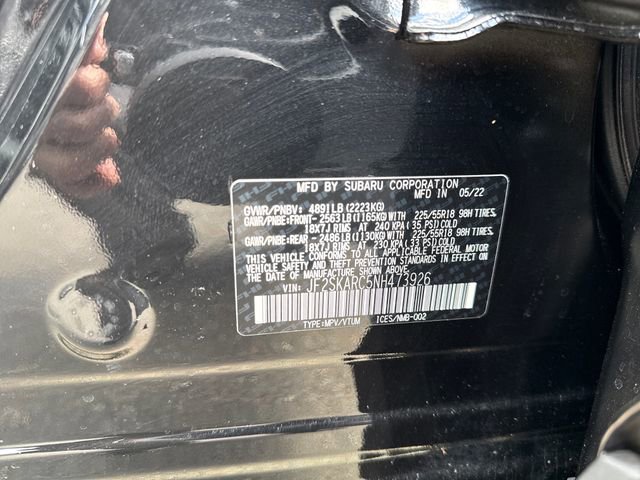 MFD BY SUBARU CORPORATION
MFD IN 05/22
GVWR/PNBV: 4891LB (2223KG)
GAWR/PNBE:FRONT-2563LB(1165KG)WITH 225/55R18 98H TIRES,
18X7J RIMS AT 240 KPA (35 PSI) COLD
GAWR/PNBE:REAR -2486LB(1130KG)WITH 225/55R18 98H TIRES,
18X7J RIMS AT 230 KPA (33 PSI) COLD
THIS VEHICLE CONFORMS TO ALL APPLICABLE FEDERAL MOTOR
VEHICLE SAFETY AND BUMPER STANDARDS IN EFFECT ON
THE DATE OF MANUFACTURE SHOWN ABOVE.
VIN: JF2SKARC5NH473926
TYPE:MPV/VTUM ICES/NMB-002